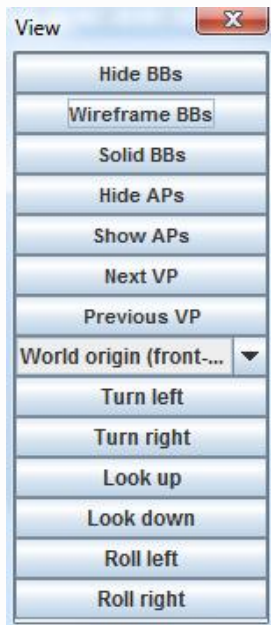 View
Hide BBs
Wireframe BBs
Solid BBs
Hide APs
Show APs
Next VP
Previous VP
World origin (front-...
Turn left
Turn right
Look up
Look down
Roll left
Roll right